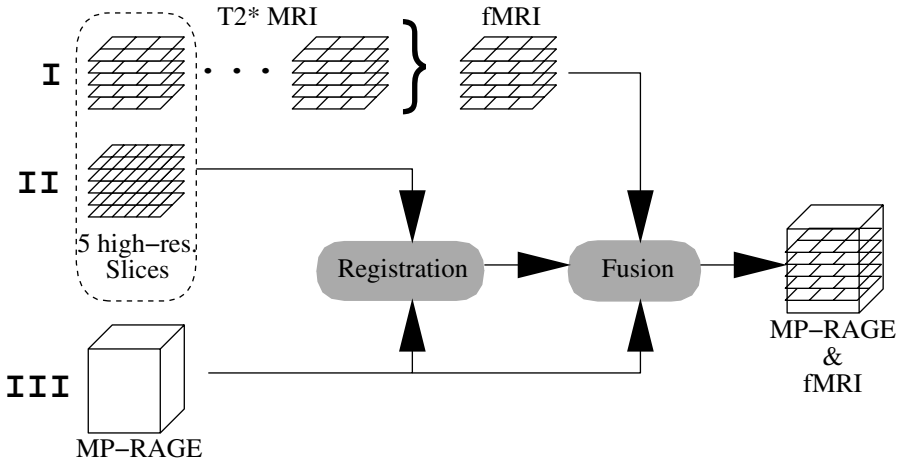 T2* MRI
fMRI
I
II
5 high-res.
Slices
Registration
Fusion
III
MP-RAGE
MP-RAGE
&
fMRI